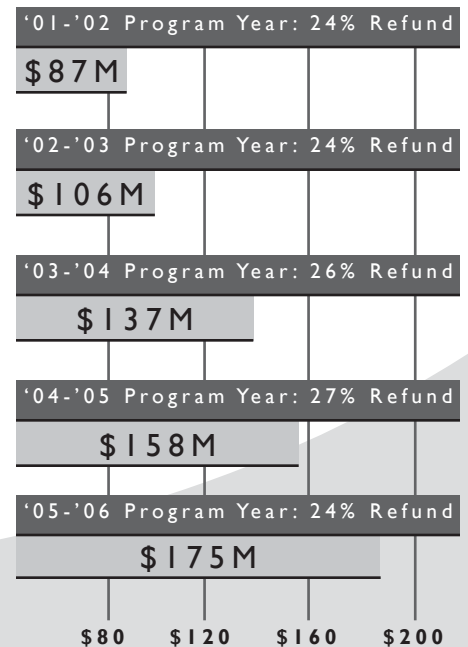 ‘01-’02 Program Year: 24% Refund
$87M
‘02-’03 Program Year: 24% Refund
$106M
‘03-’04 Program Year: 26% Refund
$137M
‘04-’05 Program Year: 27% Refund
$158M
‘05-’06 Program Year: 24% Refund
$175M
$80 $120 $160 $200